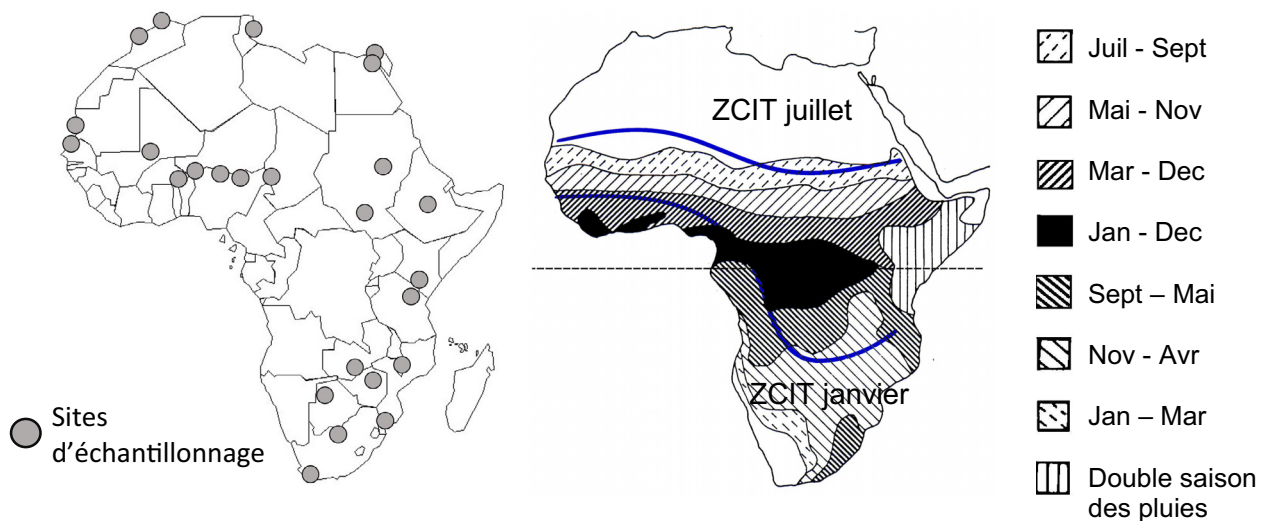 Sites
d'échantillonnage
ZCIT juillet
ZCIT janvier
Juil - Sept
Mai - Nov
Mar - Dec
Jan - Dec
Sept – Mai
Nov - Avr
Jan – Mar
Double saison
des pluies